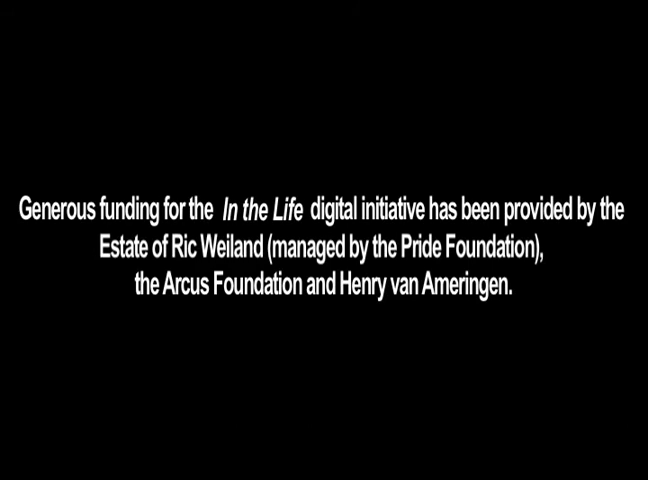 Generous funding for the In the Life digital initiative has been provided by the
Estate of Ric Weiland (managed by the Pride Foundation),
the Arcus Foundation and Henry van Ameringen.